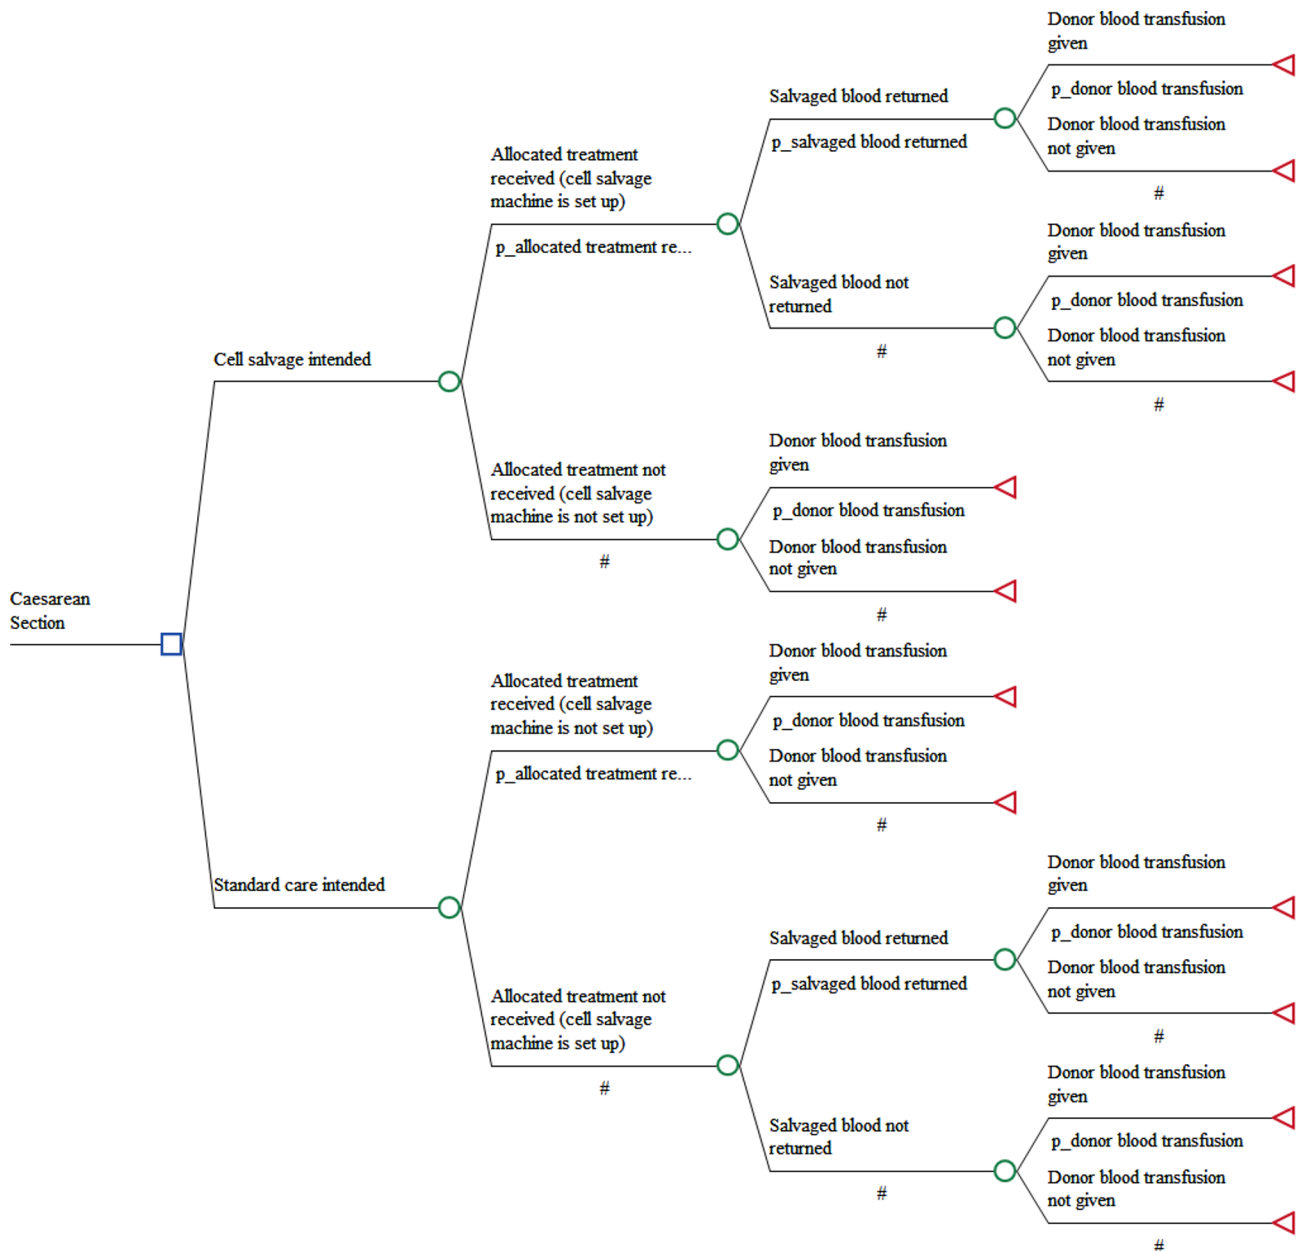 Caesarean
Section
Cell salvage intended
Allocated treatment
received (cell salvage
machine is set up)
p_allocated treatment re...
Salvaged blood returned
p_salvaged blood returned
Donor blood transfusion
given
p_donor blood transfusion
Donor blood transfusion
not given
#
Salvaged blood not
returned
#
Donor blood transfusion
given
p_donor blood transfusion
Donor blood transfusion
not given
#
Allocated treatment not
received (cell salvage
machine is not set up)
#
Donor blood transfusion
given
p_donor blood transfusion
Donor blood transfusion
not given
#
Standard care intended
Allocated treatment
received (cell salvage
machine is not set up)
p_allocated treatment re...
Donor blood transfusion
given
p_donor blood transfusion
Donor blood transfusion
not given
#
Allocated treatment not
received (cell salvage
machine is set up)
#
Salvaged blood returned
p_salvaged blood returned
Donor blood transfusion
given
p_donor blood transfusion
Donor blood transfusion
not given
#
Salvaged blood not
returned
#
Donor blood transfusion
given
p_donor blood transfusion
Donor blood transfusion
not given
#